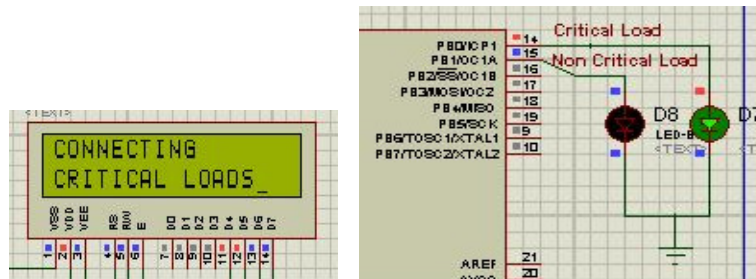 <TEXT>
CONNECTING
CRITICAL LOADS_
VSS
VDD
VEE
RS
RW
E
D0
D1
D2
D3
D4
D5
D6
D7
1
2
3
4
5
6
7
8
9
10
11
12
13
14
Critical Load
Non Critical Load
PB0/ICP1 14
PB1/OC1A 15
PB2/SS/OC1B 16
PB3/MOSI/OC2 17
PB4/MISO 18
PB5/SCK 19
PB6/TOSC1/XTAL1 9
PB7/TOSC2/XTAL2 10
D8
LED-B
<TEXT>
AREF 21
AVCC 20